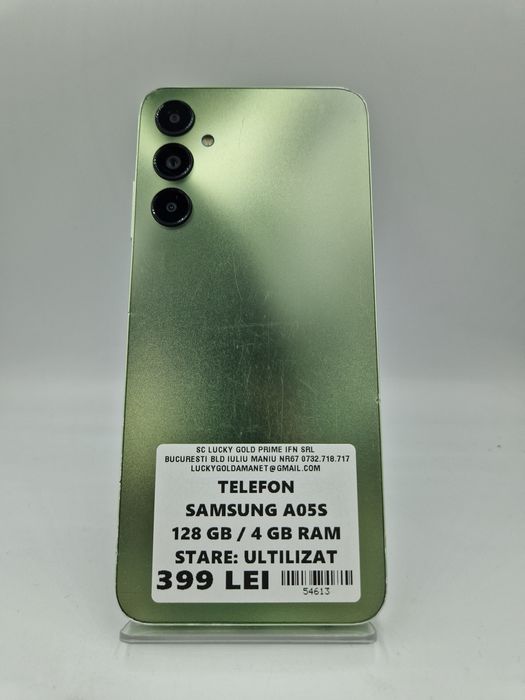 SC LUCKY GOLD PRIME IFN SRL
BUCURESTI BLD IULIU MANIU NR67 0732.718.717
LUCKYGOLDAMANET@GMAIL.COM
TELEFON
SAMSUNG A05S
128 GB / 4 GB RAM
STARE: ULTILIZAT
399 LEI
54613